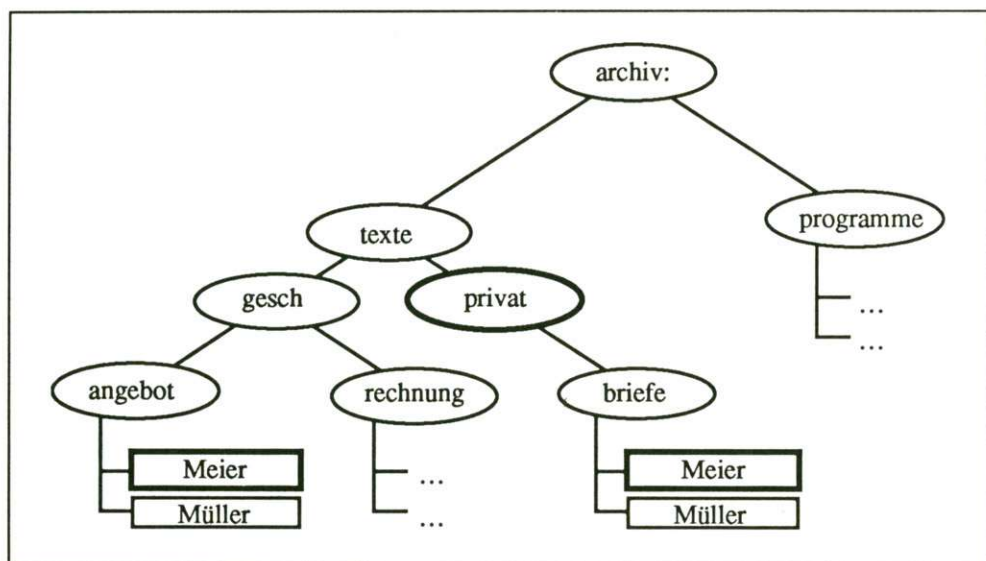 archiv:
programme
texte
gesch
privat
...
...
angebot
rechnung
briefe
Meier
...
Meier
Müller
...
Müller